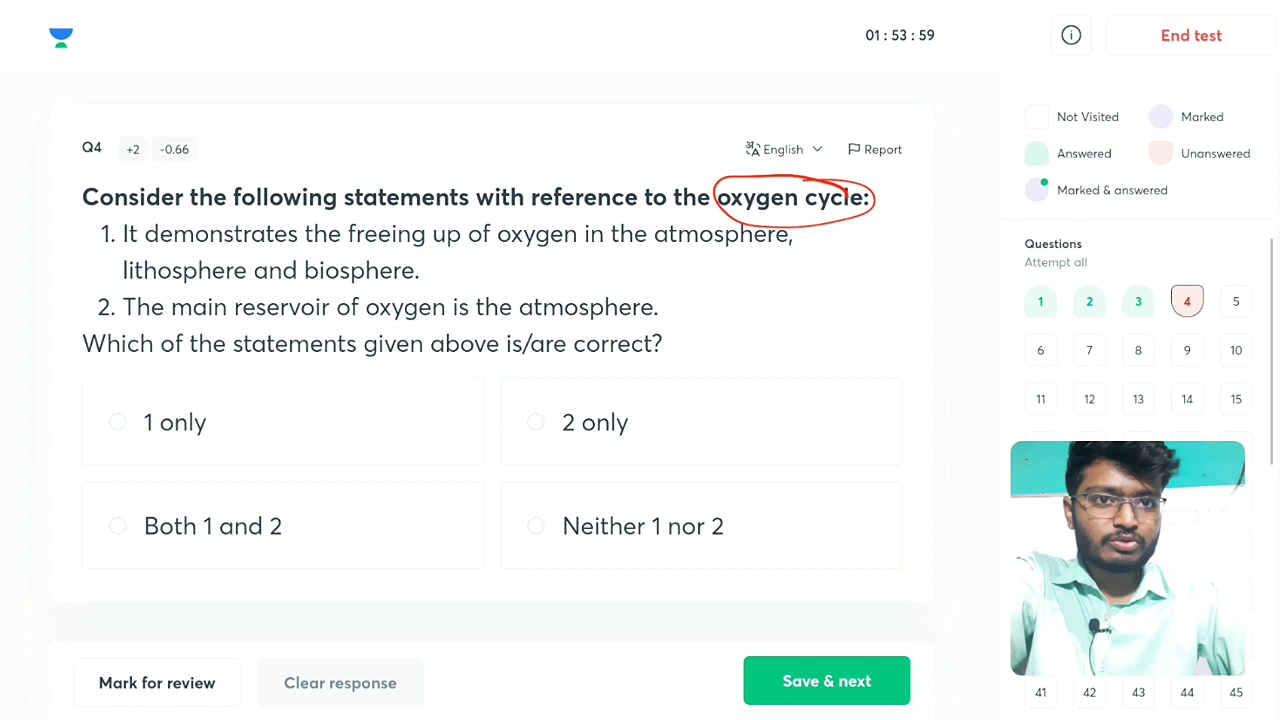 01 : 53 : 59
End test
Q4 +2 -0.66 English Report
Consider the following statements with reference to the oxygen cycle:
1. It demonstrates the freeing up of oxygen in the atmosphere,
lithosphere and biosphere.
2. The main reservoir of oxygen is the atmosphere.
Which of the statements given above is/are correct?
1 only
2 only
Both 1 and 2
Neither 1 nor 2
Mark for review
Clear response
Save & next
Not Visited
Marked
Answered
Unanswered
Marked & answered
Questions
Attempt all
1 2 3 4 5
6 7 8 9 10
11 12 13 14 15
41 42 43 44 45